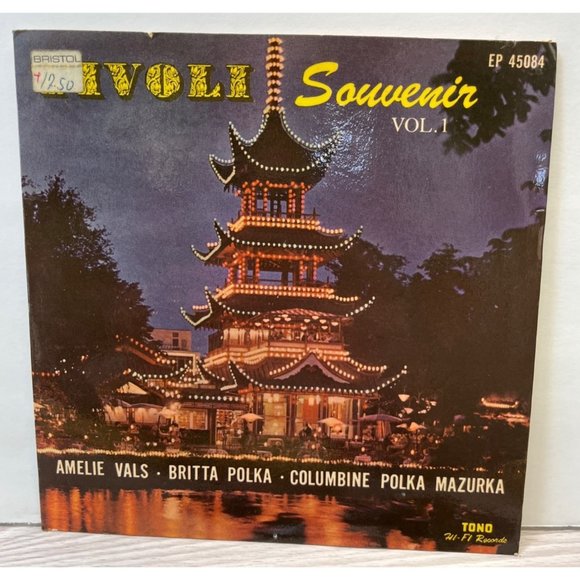 BRISTOL
+12.50
TIVOLI Souvenir
VOL. 1
EP 45084
AMELIE VALS · BRITTA POLKA · COLUMBINE POLKA MAZURKA
TONO
Hi-Fi Records